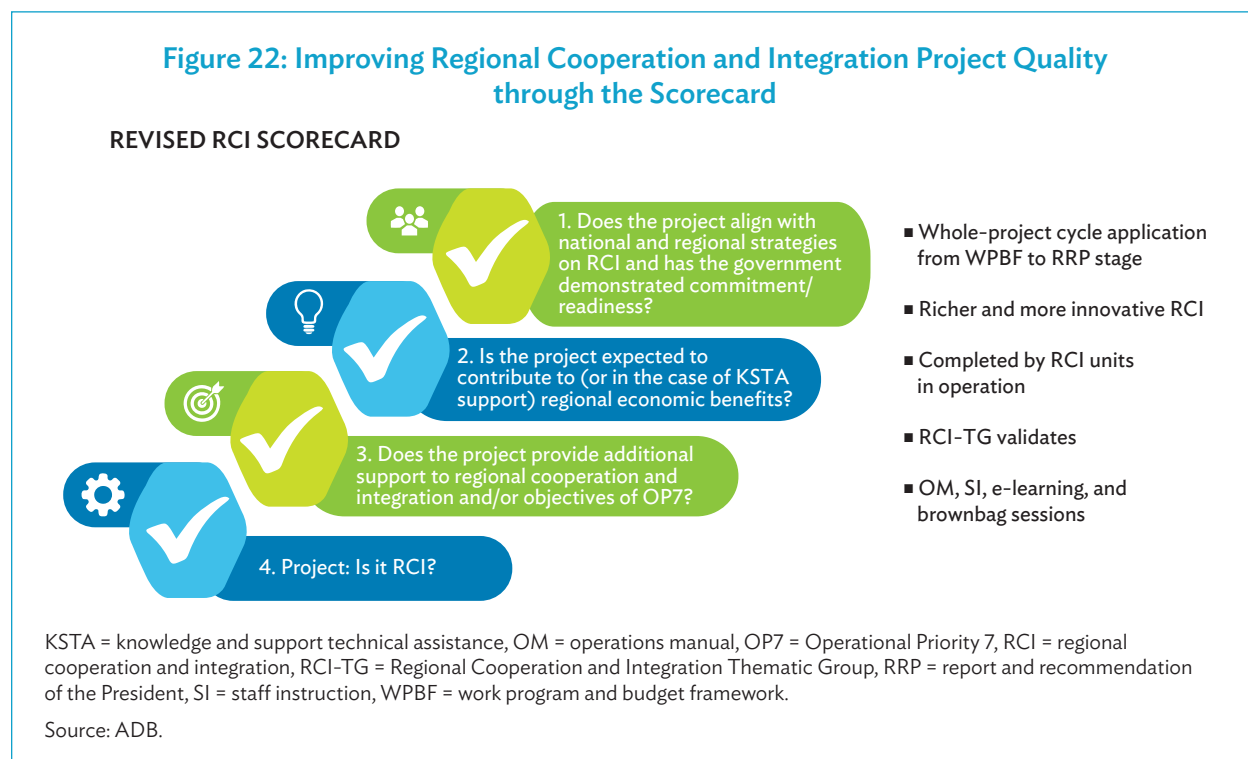 Figure 22: Improving Regional Cooperation and Integration Project Quality
through the Scorecard
REVISED RCI SCORECARD
1. Does the project align with
national and regional strategies
on RCI and has the government
demonstrated commitment/
readiness?
2. Is the project expected to
contribute to (or in the case of KSTA
support) regional economic benefits?
3. Does the project provide additional
support to regional cooperation and
integration and/or objectives of OP7?
4. Project: Is it RCI?
■ Whole-project cycle application
from WPBF to RRP stage
■ Richer and more innovative RCI
■ Completed by RCI units
in operation
■ RCI-TG validates
■ OM, SI, e-learning, and
brownbag sessions
KSTA = knowledge and support technical assistance, OM = operations manual, OP7 = Operational Priority 7, RCI = regional
cooperation and integration, RCI-TG = Regional Cooperation and Integration Thematic Group, RRP = report and recommendation
of the President, SI = staff instruction, WPBF = work program and budget framework.
Source: ADB.